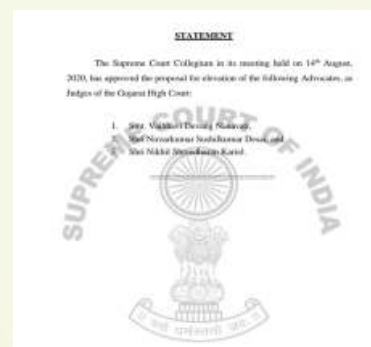 STATEMENT
The Supreme Court Collegium in its meeting held on 14th August,
2020, has approved the proposal for elevation of the following Advocates, as
Judges of the Gujarat High Court:
1. Smt. Vaibhavi Devang Nanavati,
2. Shri Nirzarkumar Sushilkumar Desai, and
3. Shri Nikhil Shreedharan Kariel.
SUPREME COURT OF INDIA